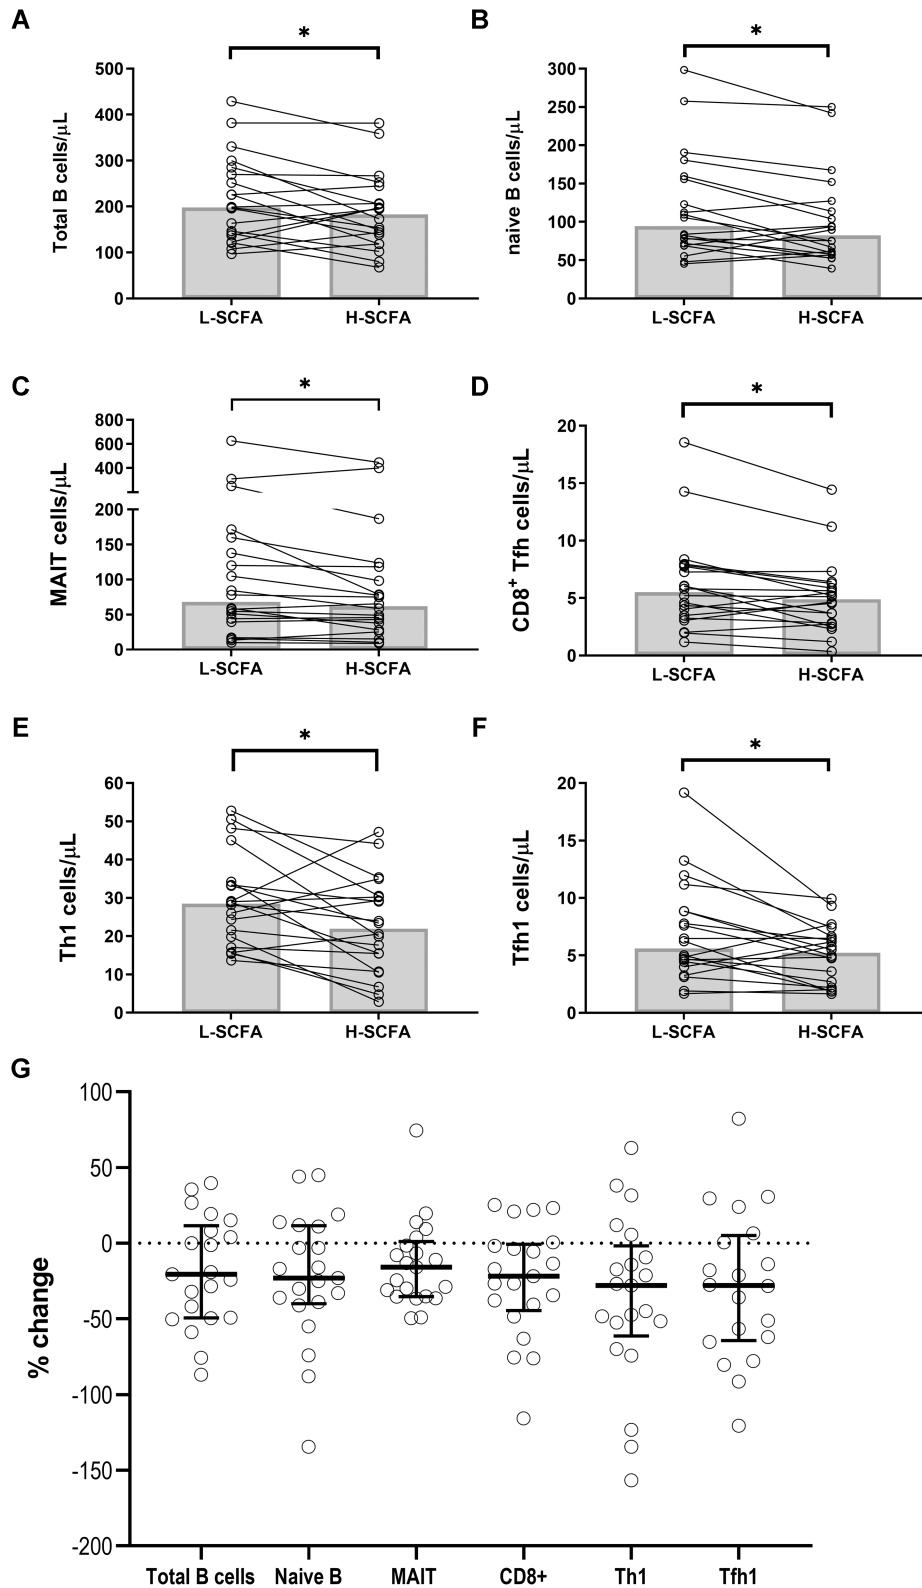 A
*
Total B cells/μL
500
400
300
200
100
0
L-SCFA
H-SCFA
B
*
naive B cells/μL
300
250
200
150
100
50
0
L-SCFA
H-SCFA
C
*
MAIT cells/μL
800
600
400
200
150
100
50
0
L-SCFA
H-SCFA
D
*
CD8+ Tfh cells/μL
20
15
10
5
0
L-SCFA
H-SCFA
E
*
Th1 cells/μL
60
50
40
30
20
10
0
L-SCFA
H-SCFA
F
*
Tfh1 cells/μL
20
15
10
5
0
L-SCFA
H-SCFA
G
% change
100
50
0
-50
-100
-150
-200
Total B cells
Naive B
MAIT
CD8+
Th1
Tfh1